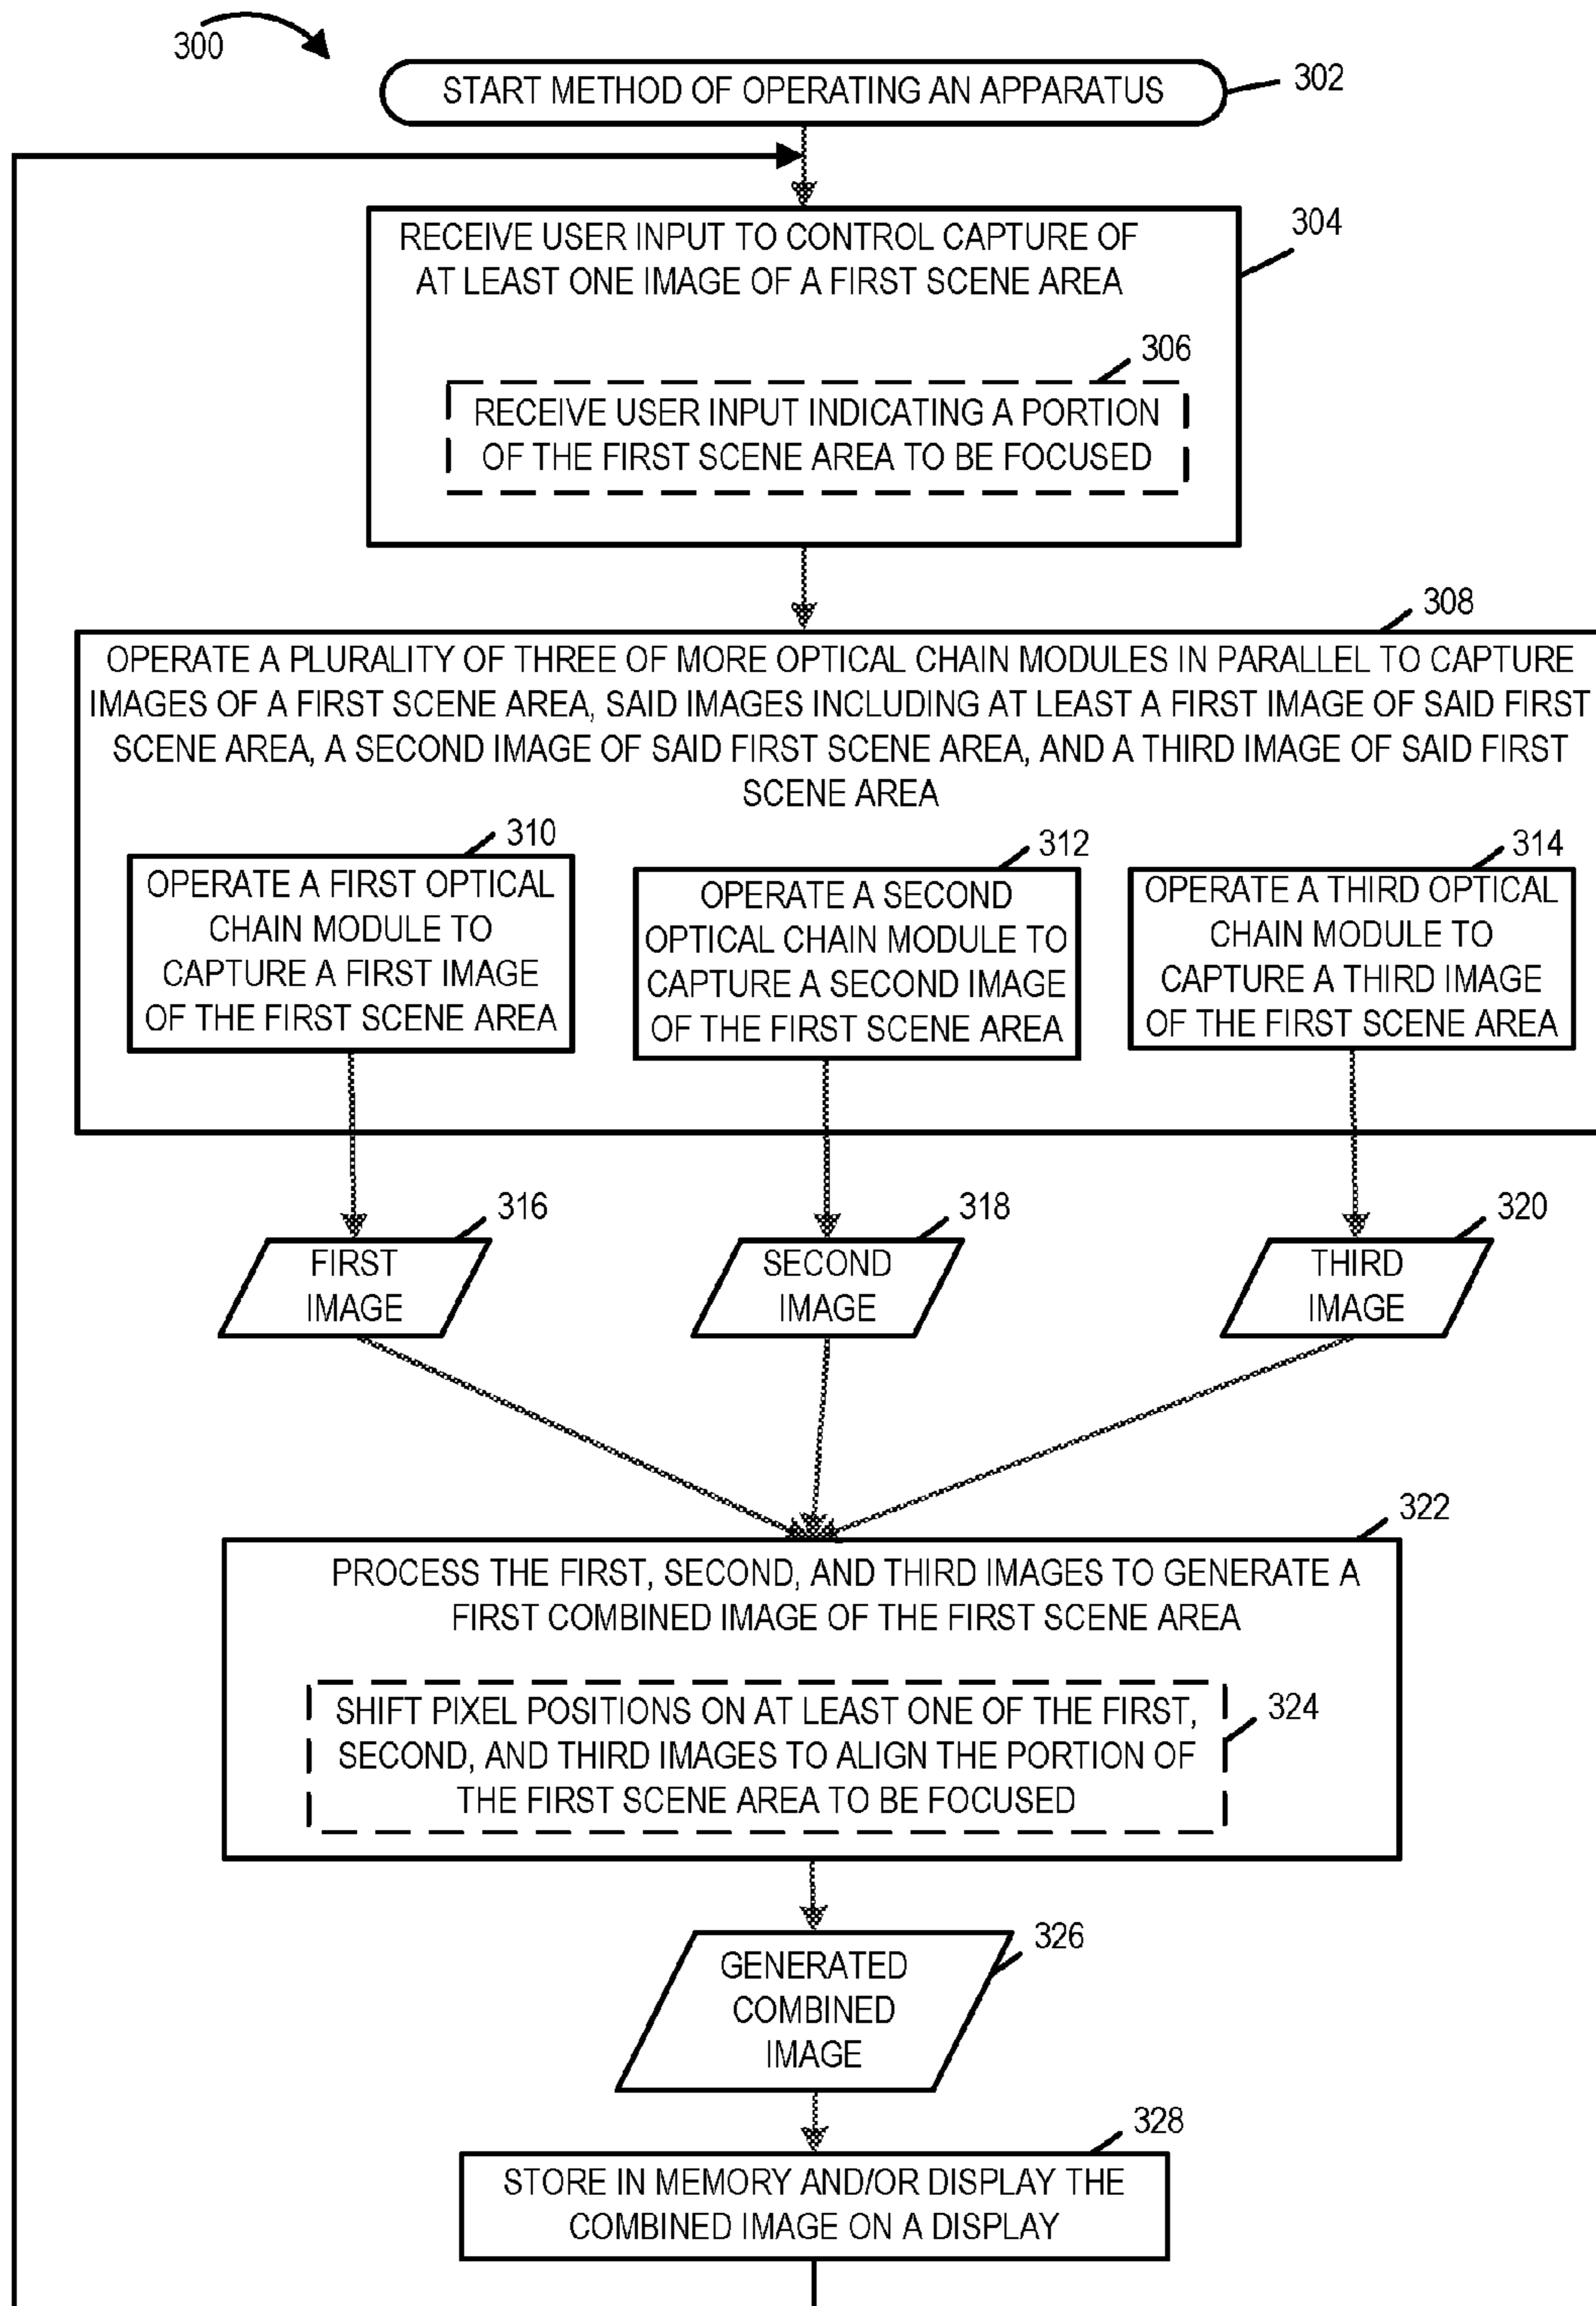 300
START METHOD OF OPERATING AN APPARATUS
302
RECEIVE USER INPUT TO CONTROL CAPTURE OF
AT LEAST ONE IMAGE OF A FIRST SCENE AREA
304
306
RECEIVE USER INPUT INDICATING A PORTION
OF THE FIRST SCENE AREA TO BE FOCUSED
308
OPERATE A PLURALITY OF THREE OF MORE OPTICAL CHAIN MODULES IN PARALLEL TO CAPTURE
IMAGES OF A FIRST SCENE AREA, SAID IMAGES INCLUDING AT LEAST A FIRST IMAGE OF SAID FIRST
SCENE AREA, A SECOND IMAGE OF SAID FIRST SCENE AREA, AND A THIRD IMAGE OF SAID FIRST
SCENE AREA
310
OPERATE A FIRST OPTICAL
CHAIN MODULE TO
CAPTURE A FIRST IMAGE
OF THE FIRST SCENE AREA
312
OPERATE A SECOND
OPTICAL CHAIN MODULE TO
CAPTURE A SECOND IMAGE
OF THE FIRST SCENE AREA
314
OPERATE A THIRD OPTICAL
CHAIN MODULE TO
CAPTURE A THIRD IMAGE
OF THE FIRST SCENE AREA
316
FIRST
IMAGE
318
SECOND
IMAGE
320
THIRD
IMAGE
322
PROCESS THE FIRST, SECOND, AND THIRD IMAGES TO GENERATE A
FIRST COMBINED IMAGE OF THE FIRST SCENE AREA
SHIFT PIXEL POSITIONS ON AT LEAST ONE OF THE FIRST,
SECOND, AND THIRD IMAGES TO ALIGN THE PORTION OF
THE FIRST SCENE AREA TO BE FOCUSED
324
326
GENERATED
COMBINED
IMAGE
328
STORE IN MEMORY AND/OR DISPLAY THE
COMBINED IMAGE ON A DISPLAY